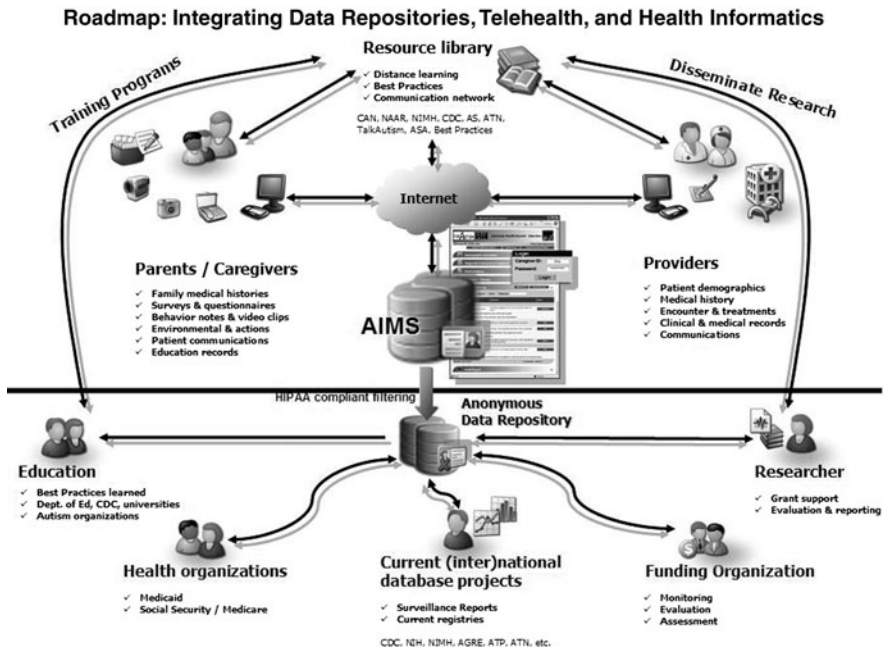 Roadmap: Integrating Data Repositories, Telehealth, and Health Informatics
Resource library
✓ Distance learning
✓ Best Practices
✓ Communication network
CAN, NAAR, NIMH, CDC, AS, ATN,
TalkAutism, ASA, Best Practices
Training Programs
Disseminate Research
Internet
Login
Caregiver ID:
Password:
Login
Parents / Caregivers
✓ Family medical histories
✓ Surveys & questionnaires
✓ Behavior notes & video clips
✓ Environmental & actions
✓ Patient communications
✓ Education records
AIMS
Providers
✓ Patient demographics
✓ Medical history
✓ Encounter & treatments
✓ Clinical & medical records
✓ Communications
HIPAA compliant filtering
Anonymous
Data Repository
Education
✓ Best Practices learned
✓ Dept. of Ed, CDC, universities
✓ Autism organizations
Researcher
✓ Grant support
✓ Evaluation & reporting
Health organizations
✓ Medicaid
✓ Social Security / Medicare
Current (inter)national
database projects
✓ Surveillance Reports
✓ Current registries
CDC, NIH, NIMH, AGRE, ATP, ATN, etc.
Funding Organization
✓ Monitoring
✓ Evaluation
✓ Assessment